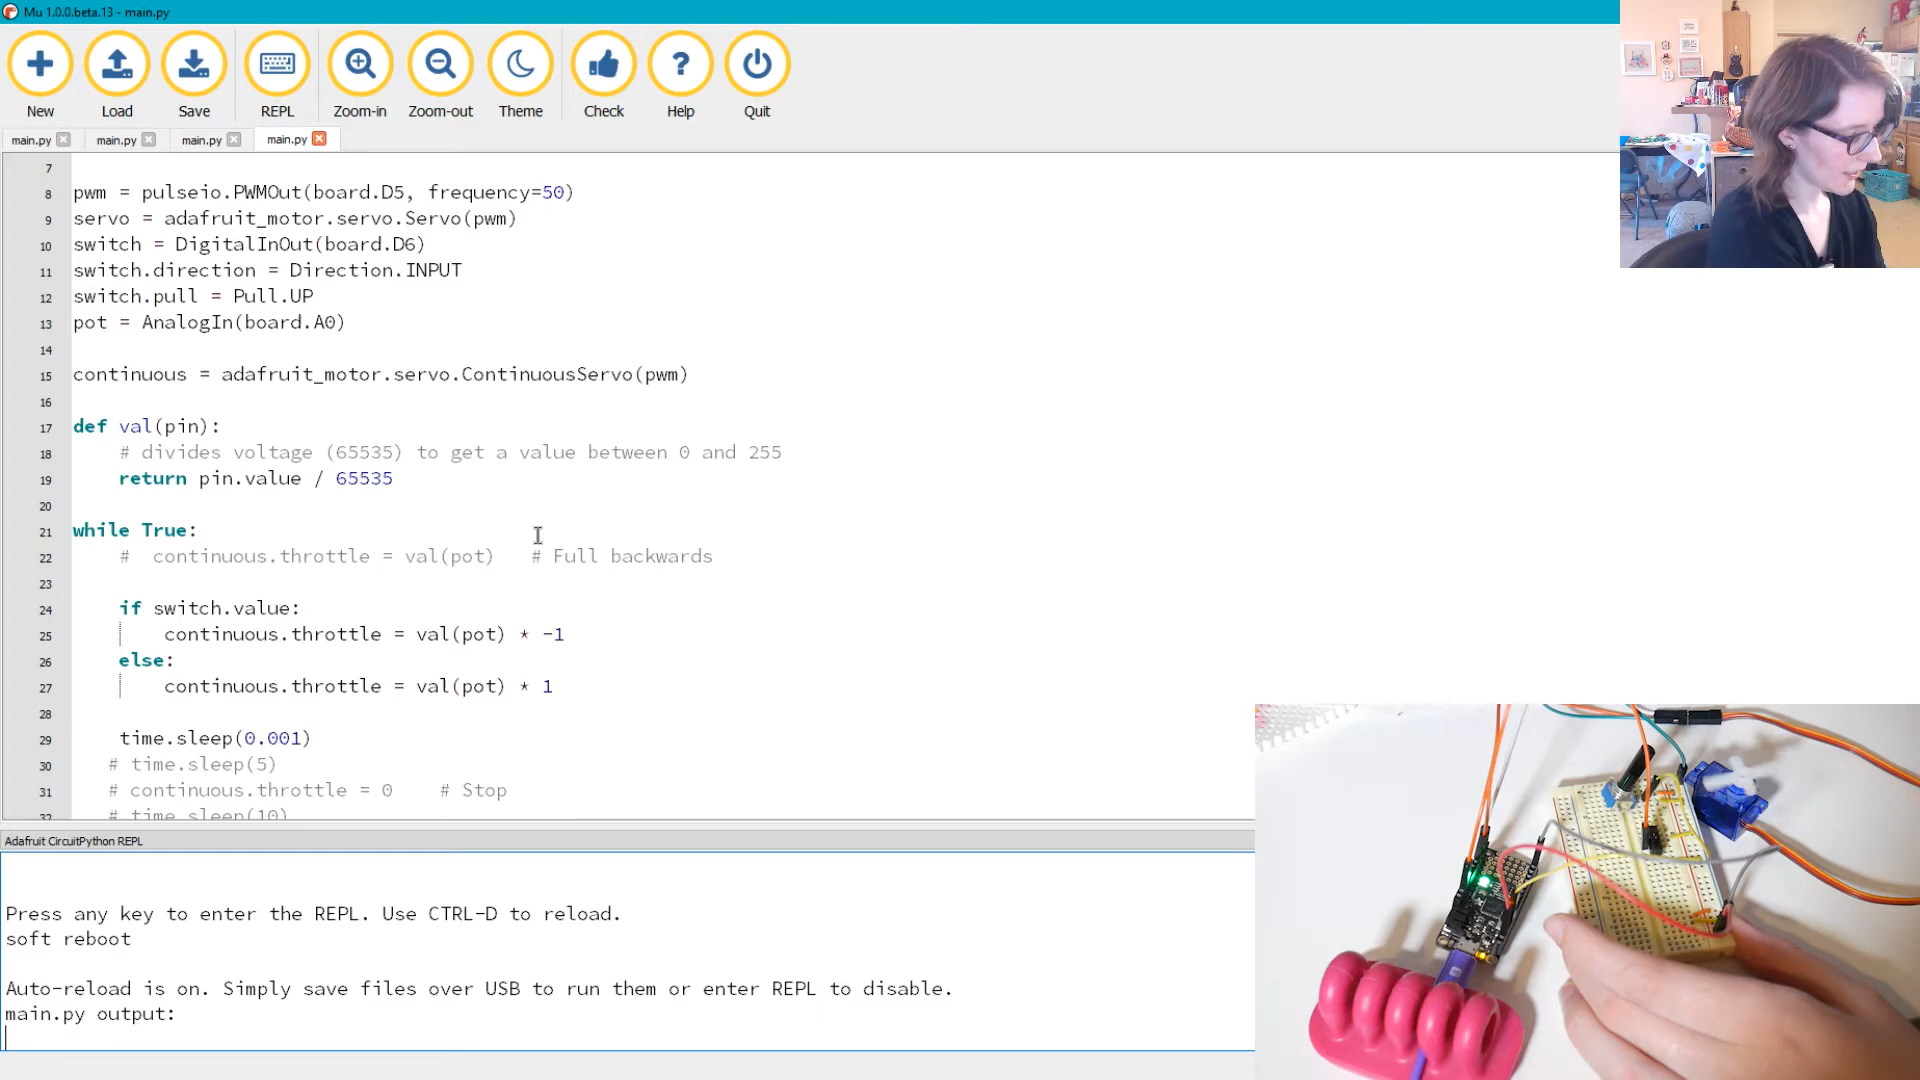 Mu 1.0.0.beta.13 - main.py
New Load Save REPL Zoom-in Zoom-out Theme Check Help Quit
main.py main.py main.py main.py
7
8 pwm = pulseio.PWMOut(board.D5, frequency=50)
9 servo = adafruit_motor.servo.Servo(pwm)
10 switch = DigitalInOut(board.D6)
11 switch.direction = Direction.INPUT
12 switch.pull = Pull.UP
13 pot = AnalogIn(board.A0)
14
15 continuous = adafruit_motor.servo.ContinuousServo(pwm)
16
17 def val(pin):
18 # divides voltage (65535) to get a value between 0 and 255
19 return pin.value / 65535
20
21 while True:
22 # continuous.throttle = val(pot) # Full backwards
23
24 if switch.value:
25 continuous.throttle = val(pot) * -1
26 else:
27 continuous.throttle = val(pot) * 1
28
29 time.sleep(0.001)
30 # time.sleep(5)
31 # continuous.throttle = 0 # Stop
32 # time.sleep(10)
Adafruit CircuitPython REPL
Press any key to enter the REPL. Use CTRL-D to reload.
soft reboot
Auto-reload is on. Simply save files over USB to run them or enter REPL to disable.
main.py output: